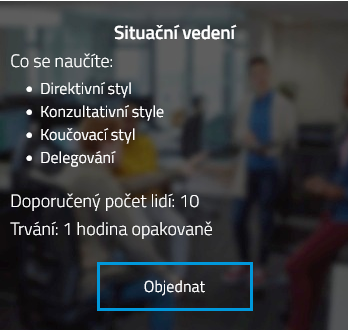 Situační vedení
Co se naučíte:
• Direktivní styl
• Konzultativní style
• Koučovací styl
• Delegování
Doporučený počet lidí: 10
Trvání: 1 hodina opakovaně
Objednat